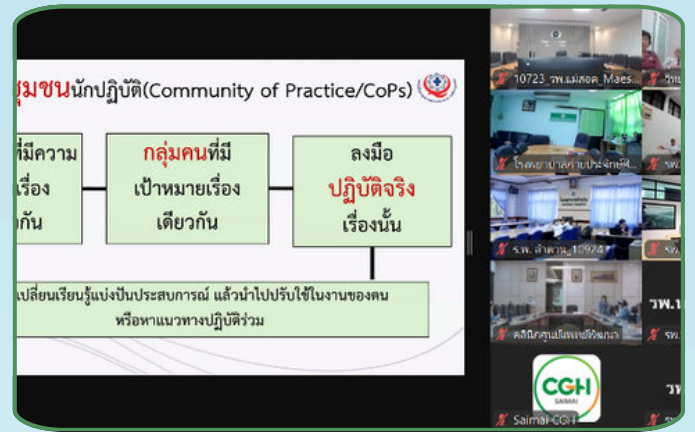 ชุมชนนักปฏิบัติ(Community of Practice/CoPs)
ที่มีความ
เรื่อง
กัน
กลุ่มคนที่มี
เป้าหมายเรื่อง
เดียวกัน
ลงมือ
ปฏิบัติจริง
เรื่องนั้น
เปลี่ยนเรียนรู้แบ่งปันประสบการณ์ แล้วนำไปปรับใช้ในงานของตน
หรือหาแนวทางปฏิบัติร่วม
10723_รพ.แม่สอด_Maes...
วิทย
โรงพยาบาลค่ายประจักษ์ศิ...
รพ.
ร.พ. ลำดวน_10924
รพ.
คลินิกศูนย์แพทย์พัฒนา
รพ.
CGH
SAIMAI
Saimai CGH